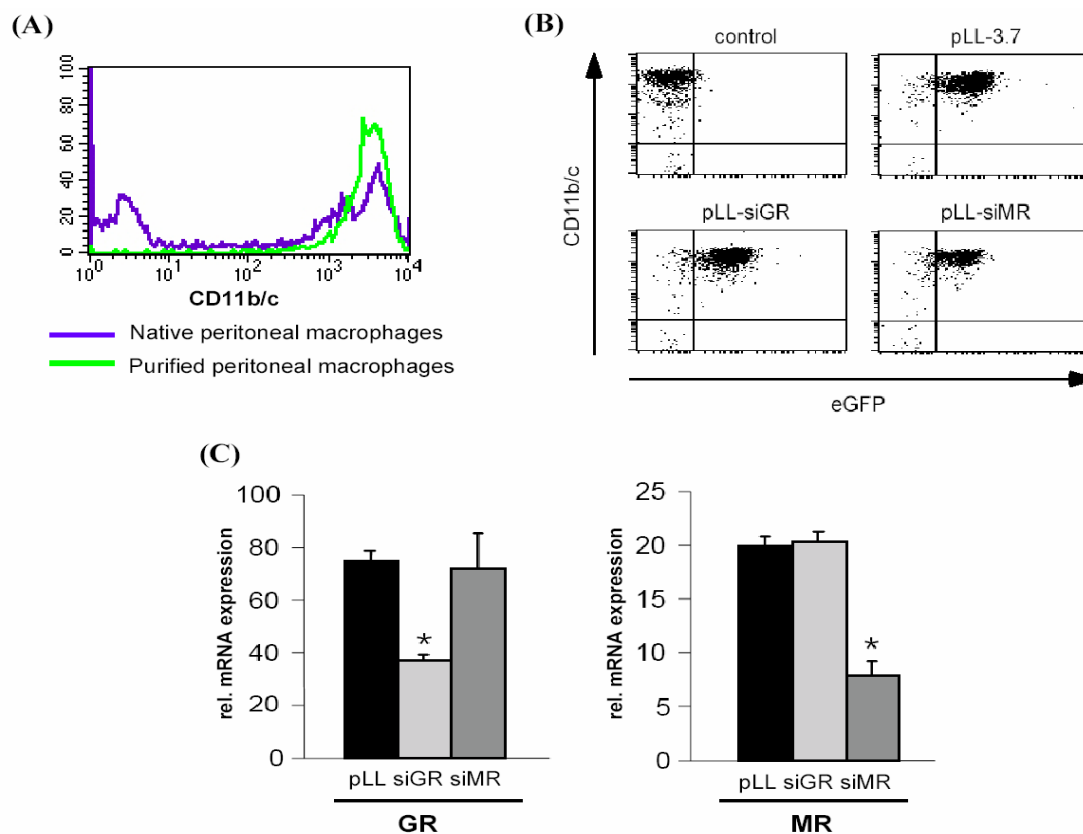 (A)
100
80
60
40
20
0
10^0 10^1 10^2 10^3 10^4
CD11b/c
Native peritoneal macrophages
Purified peritoneal macrophages
(B)
control pLL-3.7
pLL-siGR pLL-siMR
CD11b/c
eGFP
(C)
rel. mRNA expression
100
80
60
40
20
0
*
pLL siGR siMR
GR
rel. mRNA expression
25
20
15
10
5
0
*
pLL siGR siMR
MR